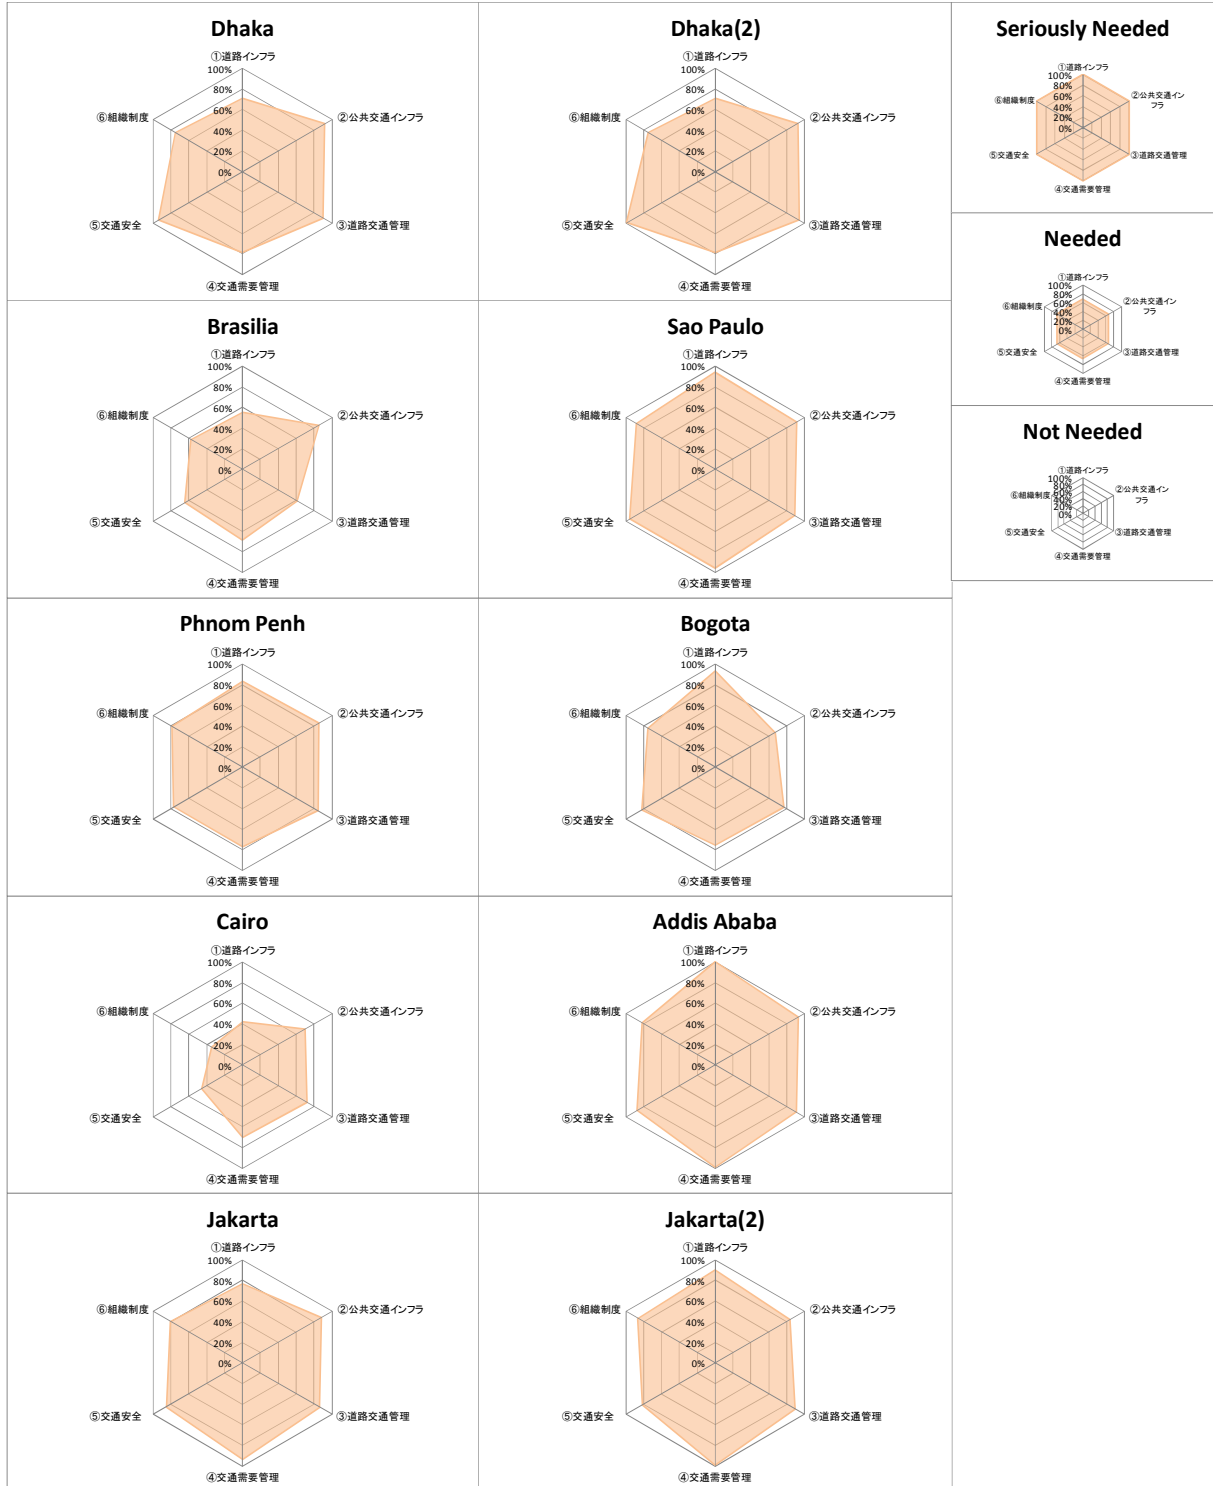 Dhaka
①道路インフラ
100%
80%
60%
40%
20%
0%
②公共交通インフラ
③道路交通管理
④交通需要管理
⑤交通安全
⑥組織制度
Dhaka(2)
①道路インフラ
100%
80%
60%
40%
20%
0%
②公共交通インフラ
③道路交通管理
④交通需要管理
⑤交通安全
⑥組織制度
Seriously Needed
①道路インフラ
100%
80%
60%
40%
20%
0%
②公共交通イン
フラ
③道路交通管理
④交通需要管理
⑤交通安全
⑥組織制度
Needed
①道路インフラ
100%
80%
60%
40%
20%
0%
②公共交通イン
フラ
③道路交通管理
④交通需要管理
⑤交通安全
⑥組織制度
Not Needed
①道路インフラ
100%
80%
60%
40%
20%
0%
②公共交通イン
フラ
③道路交通管理
④交通需要管理
⑤交通安全
⑥組織制度
Brasilia
①道路インフラ
100%
80%
60%
40%
20%
0%
②公共交通インフラ
③道路交通管理
④交通需要管理
⑤交通安全
⑥組織制度
Sao Paulo
①道路インフラ
100%
80%
60%
40%
20%
0%
②公共交通インフラ
③道路交通管理
④交通需要管理
⑤交通安全
⑥組織制度
Phnom Penh
①道路インフラ
100%
80%
60%
40%
20%
0%
②公共交通インフラ
③道路交通管理
④交通需要管理
⑤交通安全
⑥組織制度
Bogota
①道路インフラ
100%
80%
60%
40%
20%
0%
②公共交通インフラ
③道路交通管理
④交通需要管理
⑤交通安全
⑥組織制度
Cairo
①道路インフラ
100%
80%
60%
40%
20%
0%
②公共交通インフラ
③道路交通管理
④交通需要管理
⑤交通安全
⑥組織制度
Addis Ababa
①道路インフラ
100%
80%
60%
40%
20%
0%
②公共交通インフラ
③道路交通管理
④交通需要管理
⑤交通安全
⑥組織制度
Jakarta
①道路インフラ
100%
80%
60%
40%
20%
0%
②公共交通インフラ
③道路交通管理
④交通需要管理
⑤交通安全
⑥組織制度
Jakarta(2)
①道路インフラ
100%
80%
60%
40%
20%
0%
②公共交通インフラ
③道路交通管理
④交通需要管理
⑤交通安全
⑥組織制度